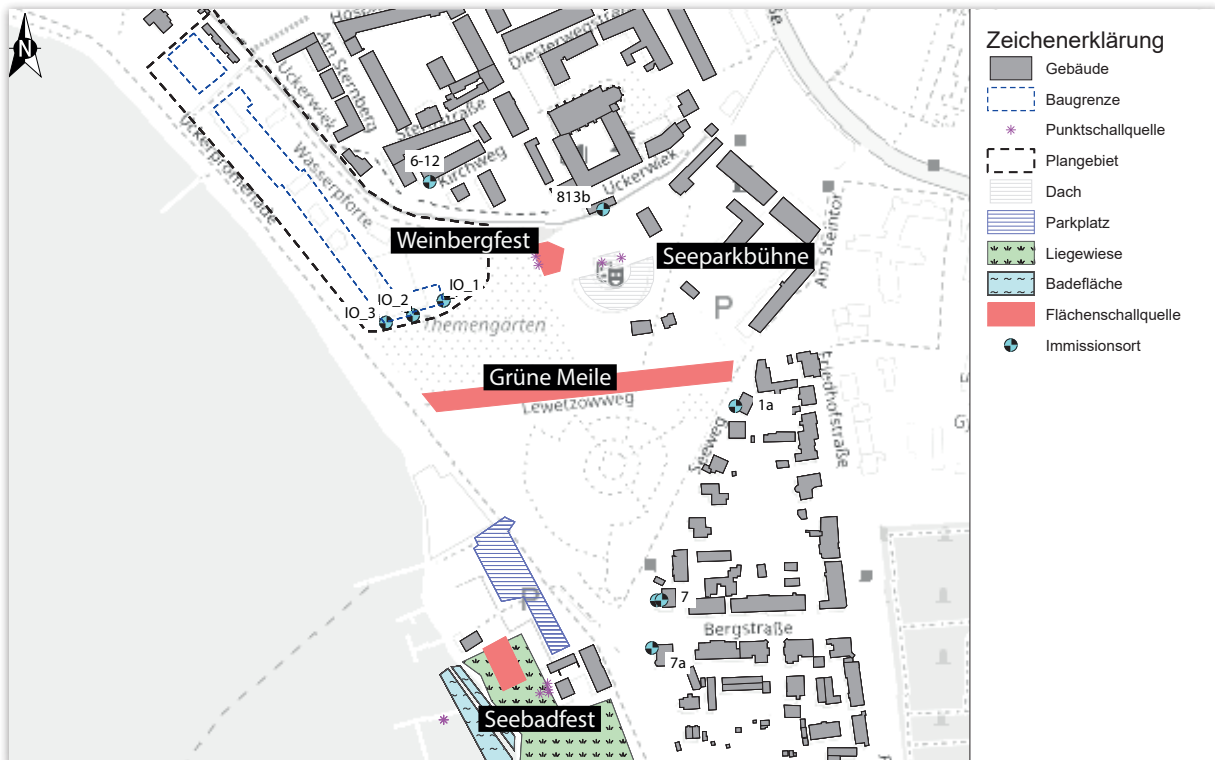 N
Am Sternberg
Diesterwegstr
Uckerwiek
Steinstraße
Uckerpromenade
Wasserpforte
6-12
Kirchweg
813b
Uckerwiek
Am Steintor
Weinbergfest
Seeparkbühne
IO_1
IO_2
IO_3
Themengärten
P
Grüne Meile
Lewetzowweg
1a
Friedhofstraße
Seeweg
P
7
Bergstraße
7a
Seebadfest
Zeichenerklärung
Gebäude
Baugrenze
Punktschallquelle
Plangebiet
Dach
Parkplatz
Liegewiese
Badefläche
Flächenschallquelle
Immissionsort